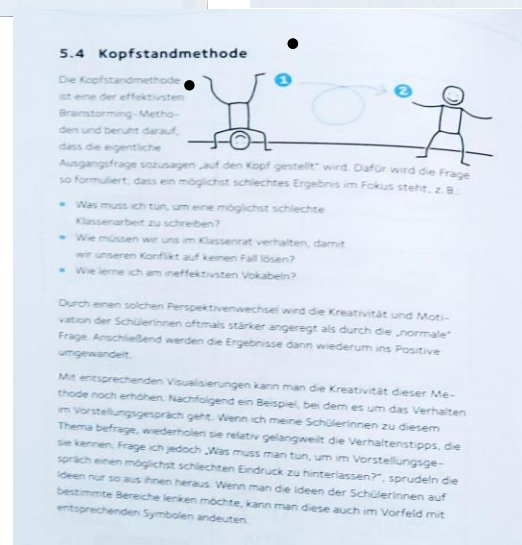 5.4 Kopfstandmethode
Die Kopfstandmethode
ist eine der effektivsten
Brainstorming-Metho-
den und beruht darauf,
dass die eigentliche
1
2
Ausgangsfrage sozusagen „auf den Kopf gestellt" wird. Dafür wird die Frage
so formuliert, dass ein möglichst schlechtes Ergebnis im Fokus steht, z. B.:
Was muss ich tun, um eine möglichst schlechte
Klassenarbeit zu schreiben?
Wie müssen wir uns im Klassenrat verhalten, damit
wir unseren Konflikt auf keinen Fall lösen?
Wie lerne ich am ineffektivsten Vokabeln?
Durch einen solchen Perspektivenwechsel wird die Kreativität und Moti-
vation der SchülerInnen oftmals stärker angeregt als durch die „normale"
Frage. Anschließend werden die Ergebnisse dann wiederum ins Positive
umgewandelt.
Mit entsprechenden Visualisierungen kann man die Kreativität dieser Me-
thode noch erhöhen. Nachfolgend ein Beispiel, bei dem es um das Verhalten
im Vorstellungsgespräch geht. Wenn ich meine SchülerInnen zu diesem
Thema befrage, wiederholen sie relativ gelangweilt die Verhaltenstipps, die
sie kennen. Frage ich jedoch „Was muss man tun, um im Vorstellungsge-
spräch einen möglichst schlechten Eindruck zu hinterlassen?", sprudeln die
Ideen nur so aus ihnen heraus. Wenn man die Ideen der SchülerInnen auf
bestimmte Bereiche lenken möchte, kann man diese auch im Vorfeld mit
entsprechenden Symbolen andeuten.